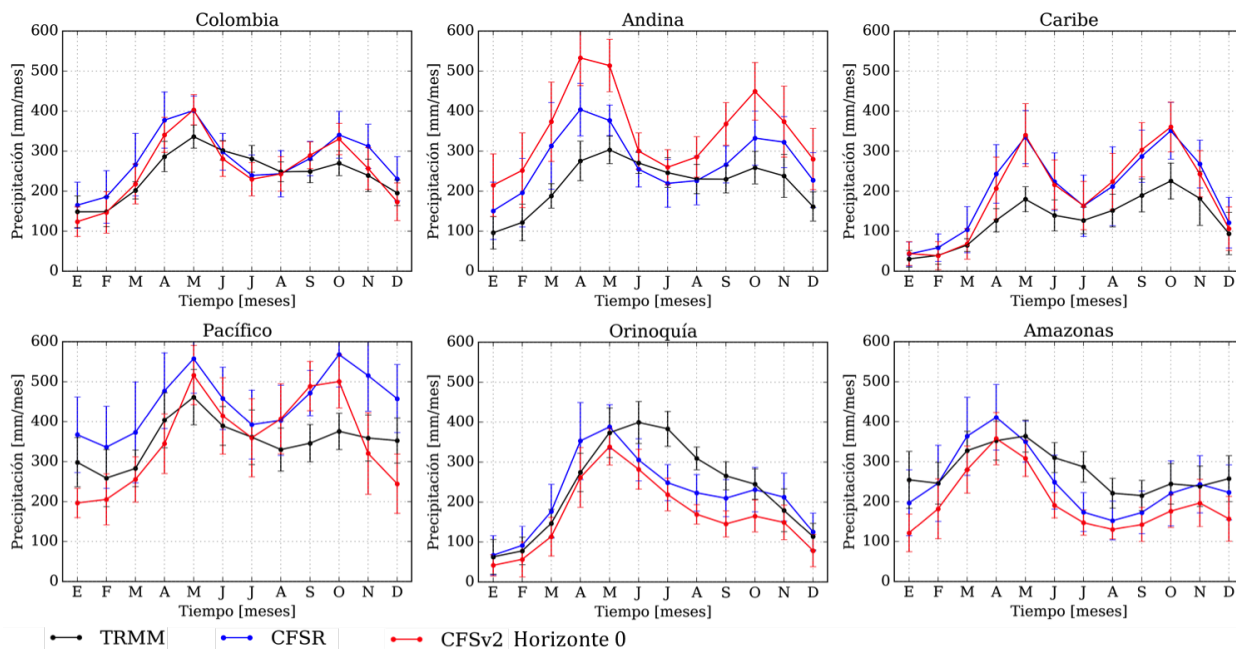 Colombia
Precipitación [mm/mes]
600
500
400
300
200
100
0
E F M A M J J A S O N D
Tiempo [meses]
Andina
Precipitación [mm/mes]
600
500
400
300
200
100
0
E F M A M J J A S O N D
Tiempo [meses]
Caribe
Precipitación [mm/mes]
600
500
400
300
200
100
0
E F M A M J J A S O N D
Tiempo [meses]
Pacífico
Precipitación [mm/mes]
600
500
400
300
200
100
0
E F M A M J J A S O N D
Tiempo [meses]
Orinoquía
Precipitación [mm/mes]
600
500
400
300
200
100
0
E F M A M J J A S O N D
Tiempo [meses]
Amazonas
Precipitación [mm/mes]
600
500
400
300
200
100
0
E F M A M J J A S O N D
Tiempo [meses]
TRMM CFSR CFSv2 Horizonte 0